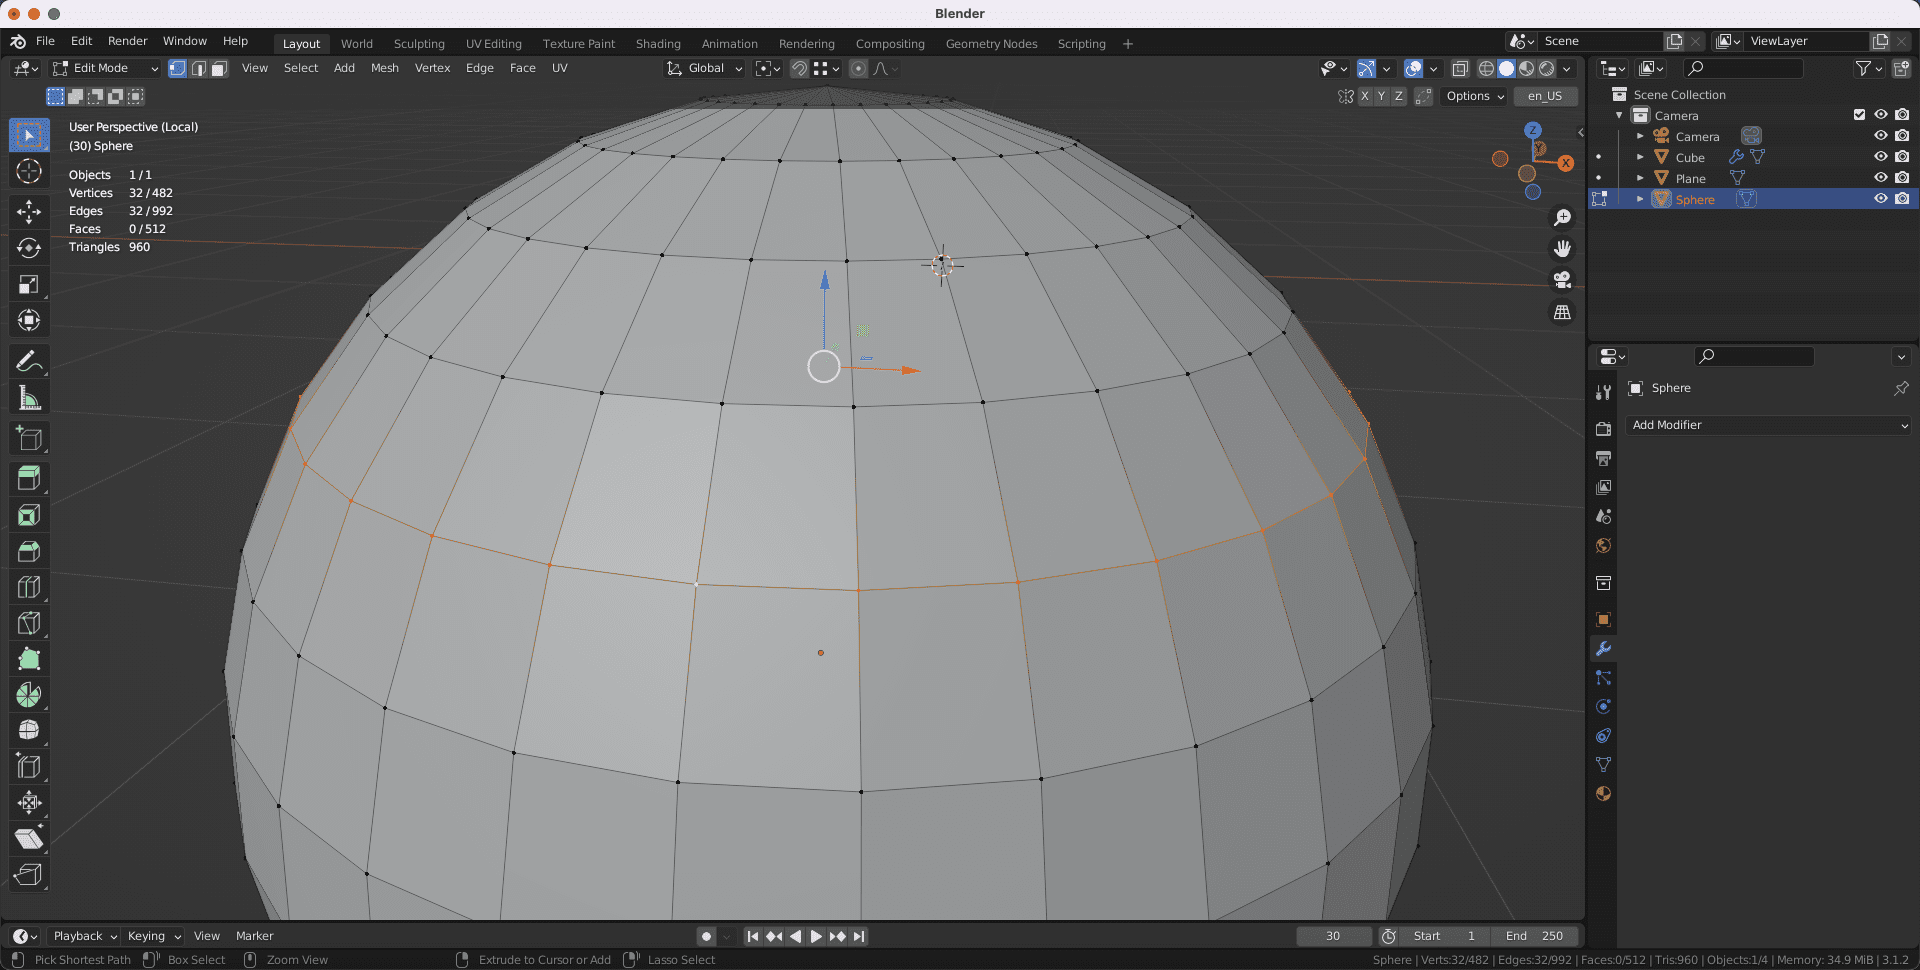 Blender
File Edit Render Window Help Layout World Sculpting UV Editing Texture Paint Shading Animation Rendering Compositing Geometry Nodes Scripting + Scene ViewLayer
Edit Mode View Select Add Mesh Vertex Edge Face UV Global
X Y Z Options en_US
User Perspective (Local)
(30) Sphere
Objects 1 / 1
Vertices 32 / 482
Edges 32 / 992
Faces 0 / 512
Triangles 960
Z
X
Scene Collection
Camera
Camera
Cube
Plane
Sphere
Sphere
Add Modifier
Playback Keying View Marker 30 Start 1 End 250
Pick Shortest Path Box Select Zoom View Extrude to Cursor or Add Lasso Select Sphere | Verts:32/482 | Edges:32/992 | Faces:0/512 | Tris:960 | Objects:1/4 | Memory: 34.9 MiB | 3.1.2